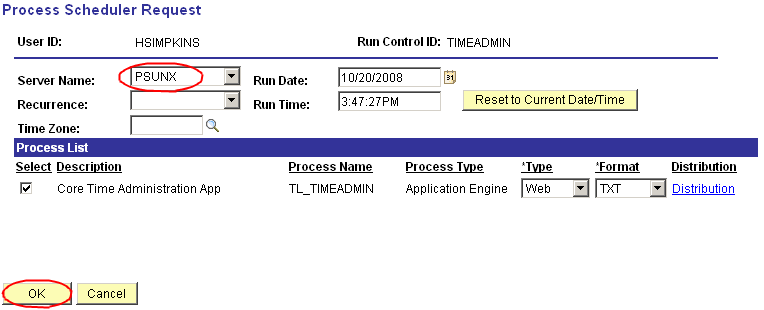 Process Scheduler Request
User ID: HSIMPKINS Run Control ID: TIMEADMIN
Server Name: PSUNX Run Date: 10/20/2008 31
Recurrence: Run Time: 3:47:27PM Reset to Current Date/Time
Time Zone:
Process List
Select Description Process Name Process Type *Type *Format Distribution
Core Time Administration App TL_TIMEADMIN Application Engine Web TXT Distribution
OK Cancel